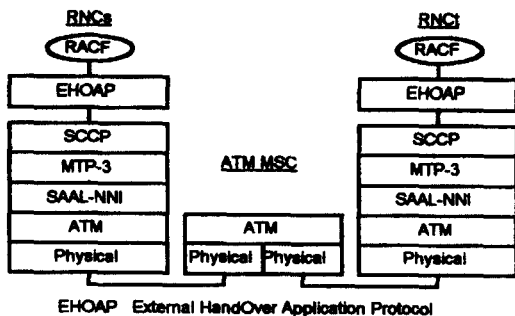 RNCs
RACF
EHOAP
SCCP
MTP-3
SAAL-NNI
ATM
Physical
ATM MSC
ATM
Physical Physical
RNCt
RACF
EHOAP
SCCP
MTP-3
SAAL-NNI
ATM
Physical
EHOAP External HandOver Application Protocol